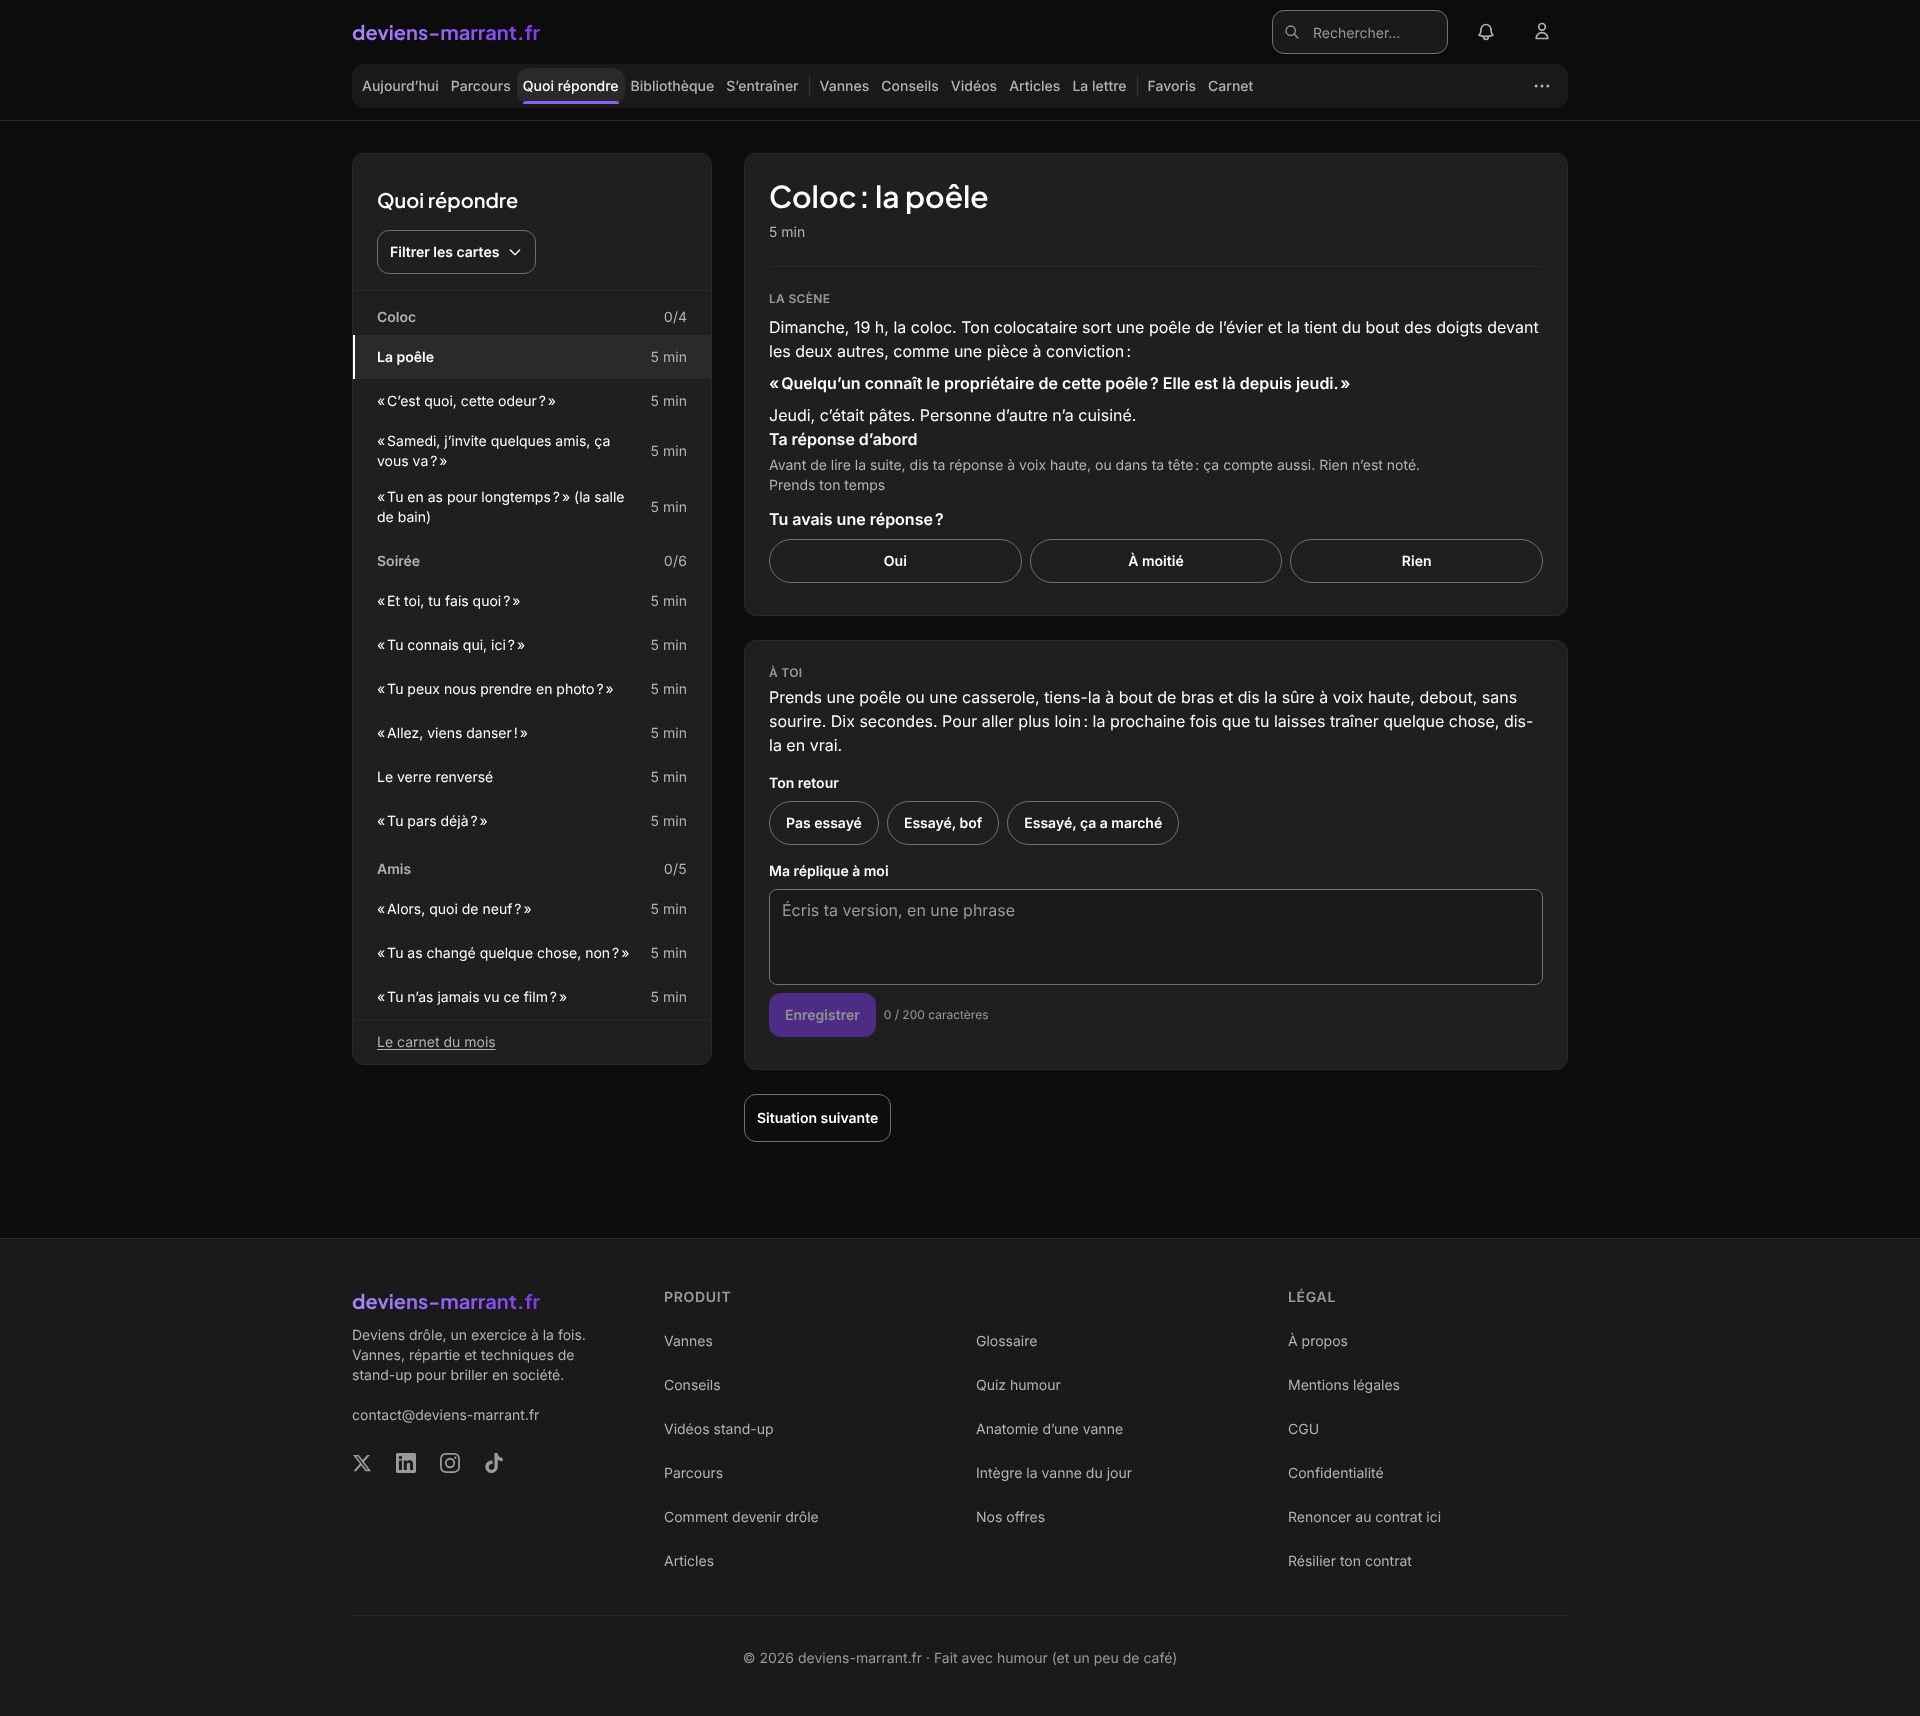 deviens-marrant.fr
Rechercher...
Aujourd’hui Parcours Quoi répondre Bibliothèque S’entraîner Vannes Conseils Vidéos Articles La lettre Favoris Carnet
Quoi répondre
Filtrer les cartes
Coloc 0/4
La poêle 5 min
« C’est quoi, cette odeur ? » 5 min
« Samedi, j’invite quelques amis, ça
vous va ? » 5 min
« Tu en as pour longtemps ? » (la salle
de bain) 5 min
Soirée 0/6
« Et toi, tu fais quoi ? » 5 min
« Tu connais qui, ici ? » 5 min
« Tu peux nous prendre en photo ? » 5 min
« Allez, viens danser ! » 5 min
Le verre renversé 5 min
« Tu pars déjà ? » 5 min
Amis 0/5
« Alors, quoi de neuf ? » 5 min
« Tu as changé quelque chose, non ? » 5 min
« Tu n’as jamais vu ce film ? » 5 min
Le carnet du mois
Coloc : la poêle
5 min
LA SCÈNE
Dimanche, 19 h, la coloc. Ton colocataire sort une poêle de l’évier et la tient du bout des doigts devant
les deux autres, comme une pièce à conviction :
« Quelqu’un connaît le propriétaire de cette poêle ? Elle est là depuis jeudi. »
Jeudi, c’était pâtes. Personne d’autre n’a cuisiné.
Ta réponse d’abord
Avant de lire la suite, dis ta réponse à voix haute, ou dans ta tête : ça compte aussi. Rien n’est noté.
Prends ton temps
Tu avais une réponse ?
Oui À moitié Rien
À TOI
Prends une poêle ou une casserole, tiens-la à bout de bras et dis la sûre à voix haute, debout, sans
sourire. Dix secondes. Pour aller plus loin : la prochaine fois que tu laisses traîner quelque chose, dis-
la en vrai.
Ton retour
Pas essayé Essayé, bof Essayé, ça a marché
Ma réplique à moi
Écris ta version, en une phrase
Enregistrer 0 / 200 caractères
Situation suivante
deviens-marrant.fr
Deviens drôle, un exercice à la fois.
Vannes, répartie et techniques de
stand-up pour briller en société.
contact@deviens-marrant.fr
PRODUIT
Vannes
Conseils
Vidéos stand-up
Parcours
Comment devenir drôle
Articles
Glossaire
Quiz humour
Anatomie d’une vanne
Intègre la vanne du jour
Nos offres
LÉGAL
À propos
Mentions légales
CGU
Confidentialité
Renoncer au contrat ici
Résilier ton contrat
© 2026 deviens-marrant.fr · Fait avec humour (et un peu de café)